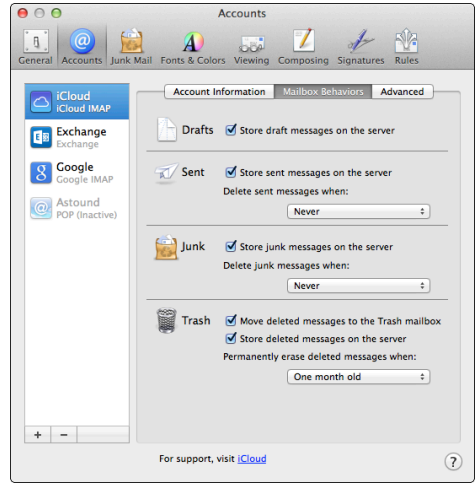 Accounts
General Accounts Junk Mail Fonts & Colors Viewing Composing Signatures Rules
iCloud
iCloud IMAP
Exchange
Exchange
Google
Google IMAP
Astound
POP (Inactive)
Account Information Mailbox Behaviors Advanced
Drafts Store draft messages on the server
Sent Store sent messages on the server
Delete sent messages when:
Never
Junk Store junk messages on the server
Delete junk messages when:
Never
Trash Move deleted messages to the Trash mailbox
Store deleted messages on the server
Permanently erase deleted messages when:
One month old
+ −
For support, visit iCloud
?